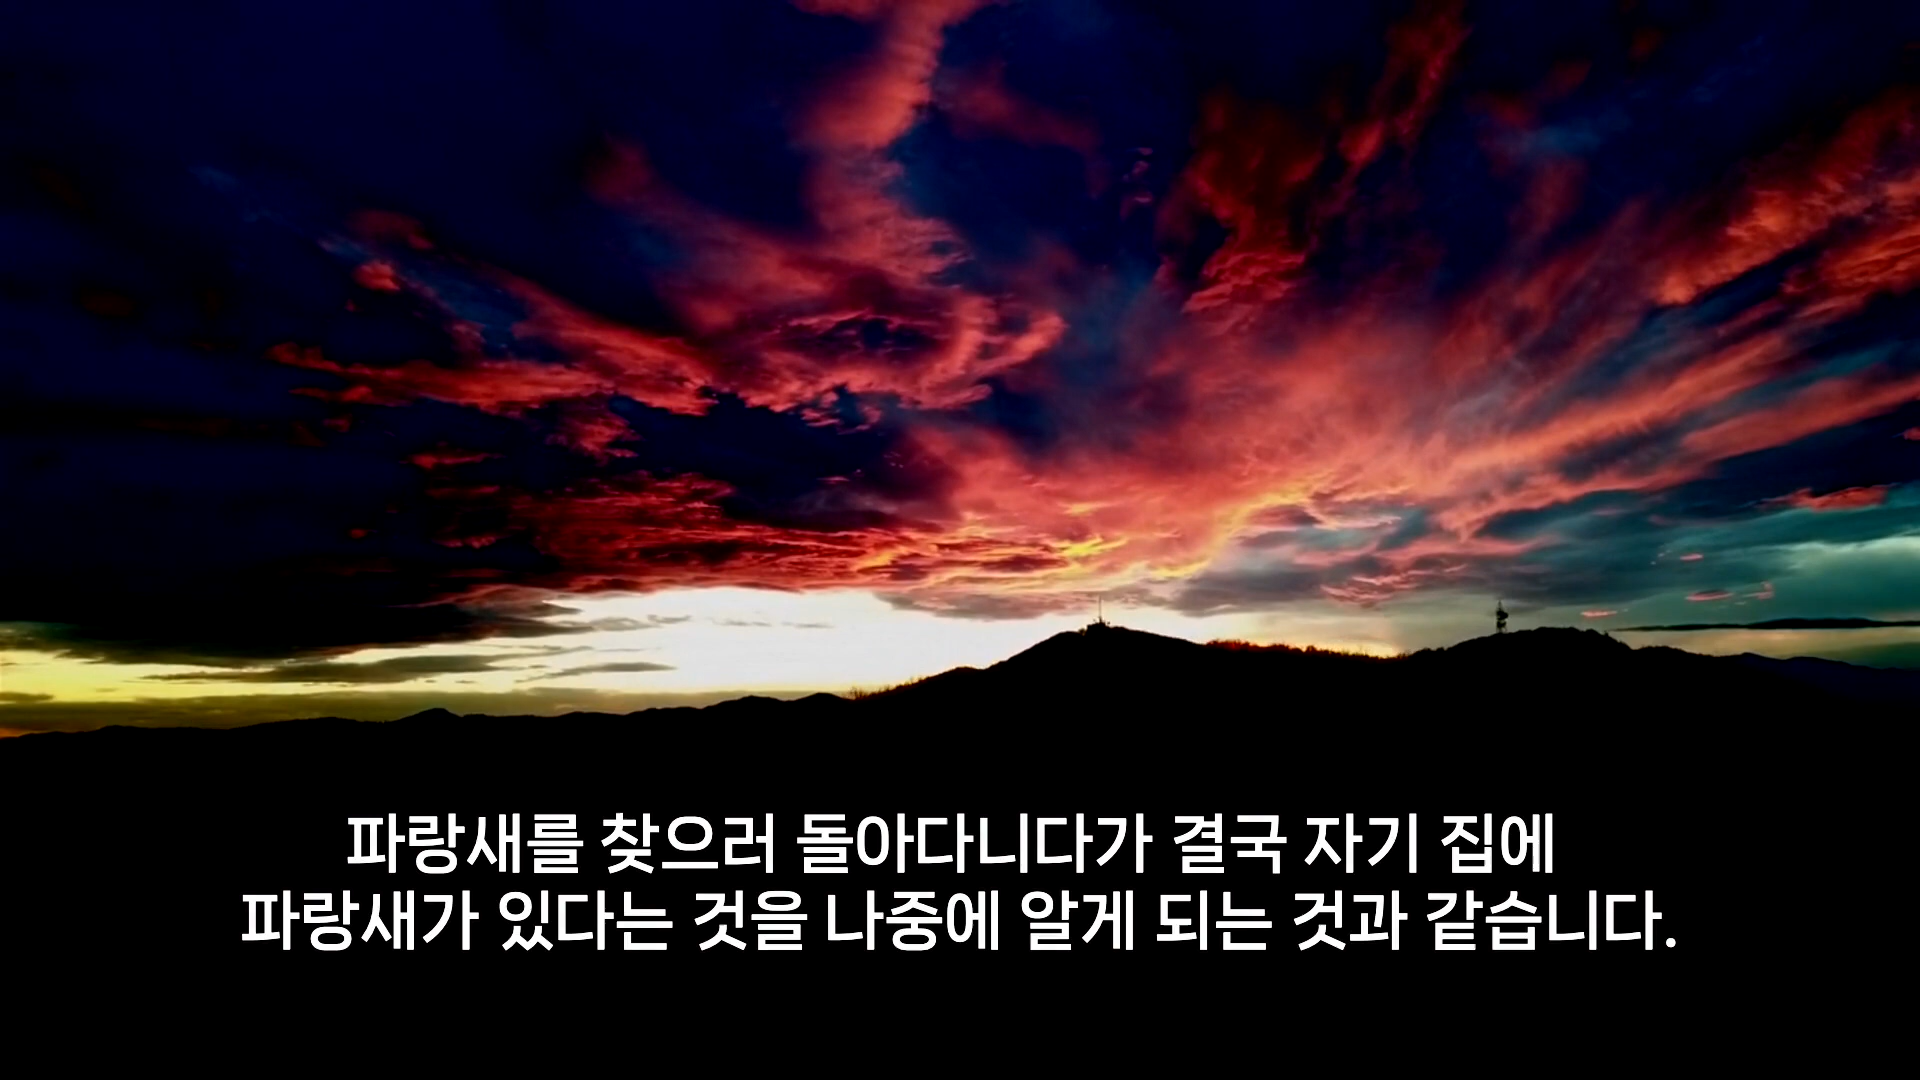 파랑새를 찾으러 돌아다니다가 결국 자기 집에
파랑새가 있다는 것을 나중에 알게 되는 것과 같습니다.